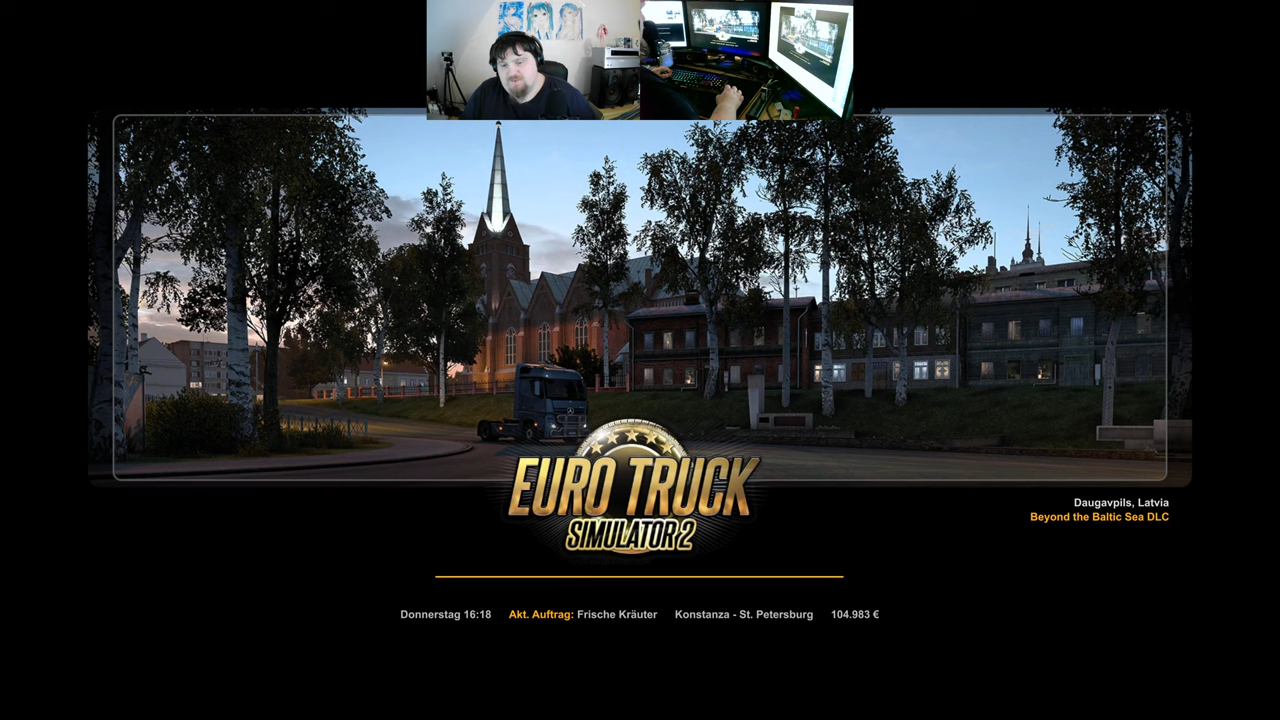 EURO TRUCK
SIMULATOR 2
Daugavpils, Latvia
Beyond the Baltic Sea DLC
Donnerstag 16:18 Akt. Auftrag: Frische Kräuter Konstanza - St. Petersburg 104.983 €